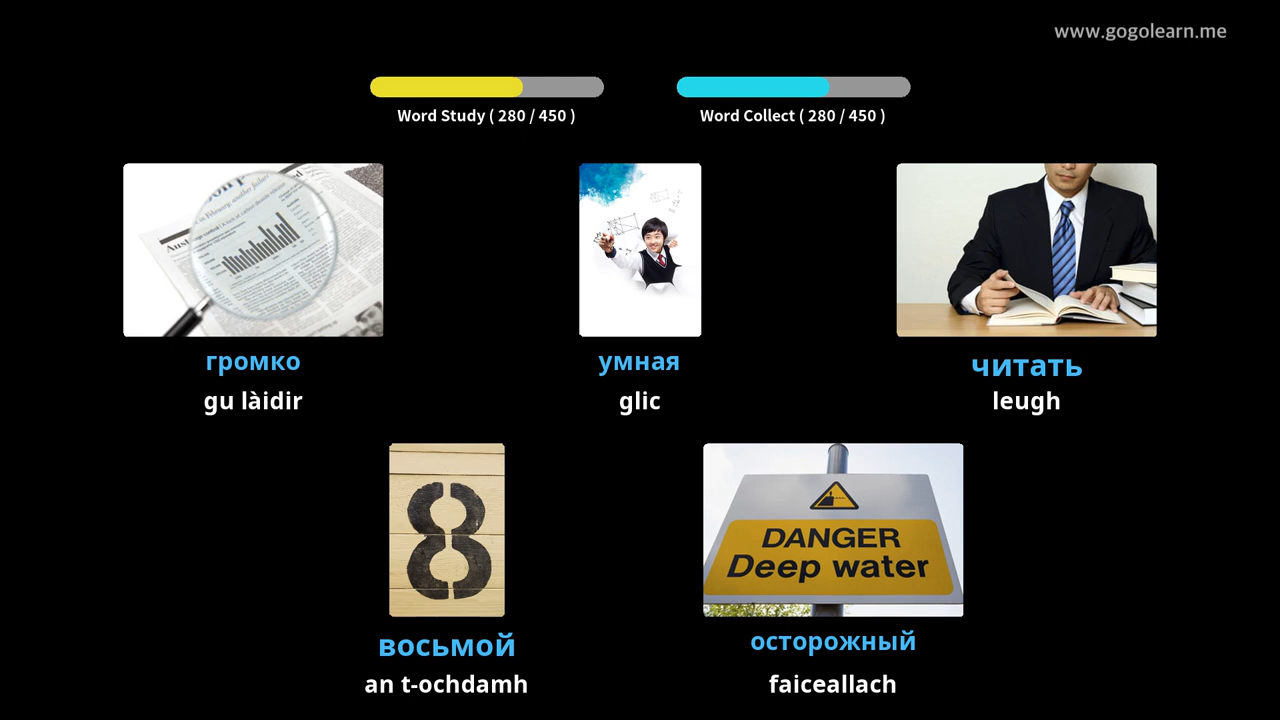 www.gogolearn.me
Word Study ( 280 / 450 )
Word Collect ( 280 / 450 )
громко
gu làidir
умная
glic
читать
leugh
8
DANGER
Deep water
восьмой
an t-ochdamh
осторожный
faiceallach